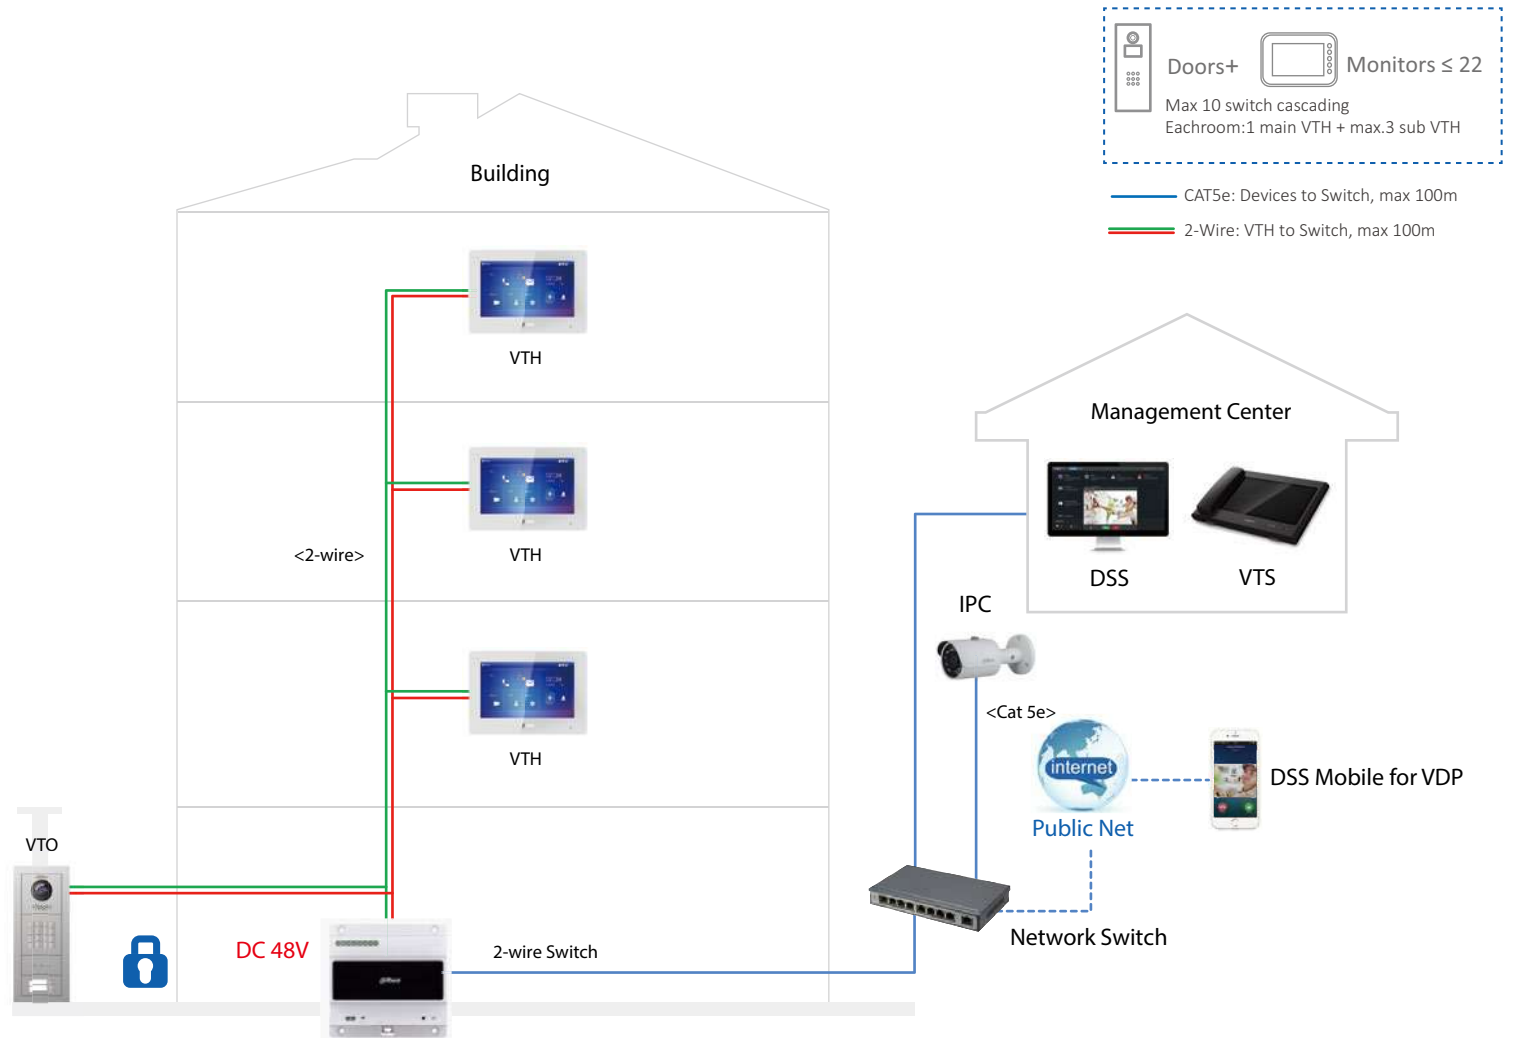 Doors+
Monitors ≤ 22
Max 10 switch cascading
Eachroom:1 main VTH + max.3 sub VTH
CAT5e: Devices to Switch, max 100m
2-Wire: VTH to Switch, max 100m
Building
VTH
VTH
<2-wire>
VTH
VTO
DC 48V
2-wire Switch
alhua
Management Center
DSS
VTS
IPC
<Cat 5e>
internet
Public Net
DSS Mobile for VDP
Network Switch